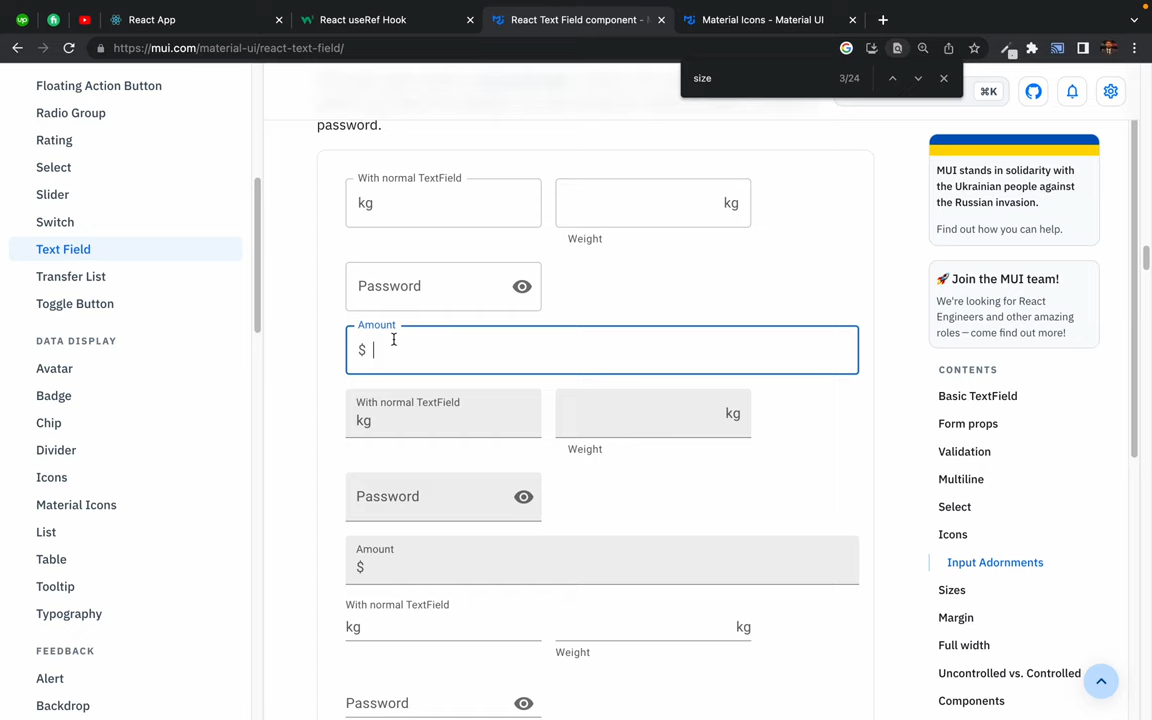 React App
React useRef Hook
React Text Field component -
Material Icons - Material UI
https://mui.com/material-ui/react-text-field/
size
3/24
⌘K
Floating Action Button
Radio Group
Rating
Select
Slider
Switch
Text Field
Transfer List
Toggle Button
DATA DISPLAY
Avatar
Badge
Chip
Divider
Icons
Material Icons
List
Table
Tooltip
Typography
FEEDBACK
Alert
Backdrop
password.
With normal TextField
kg
kg
Weight
Password
Amount
$
With normal TextField
kg
kg
Weight
Password
Amount
$
With normal TextField
kg
kg
Weight
Password
MUI stands in solidarity with
the Ukrainian people against
the Russian invasion.
Find out how you can help.
🚀 Join the MUI team!
We're looking for React
Engineers and other amazing
roles – come find out more!
CONTENTS
Basic TextField
Form props
Validation
Multiline
Select
Icons
Input Adornments
Sizes
Margin
Full width
Uncontrolled vs. Controlled
Components